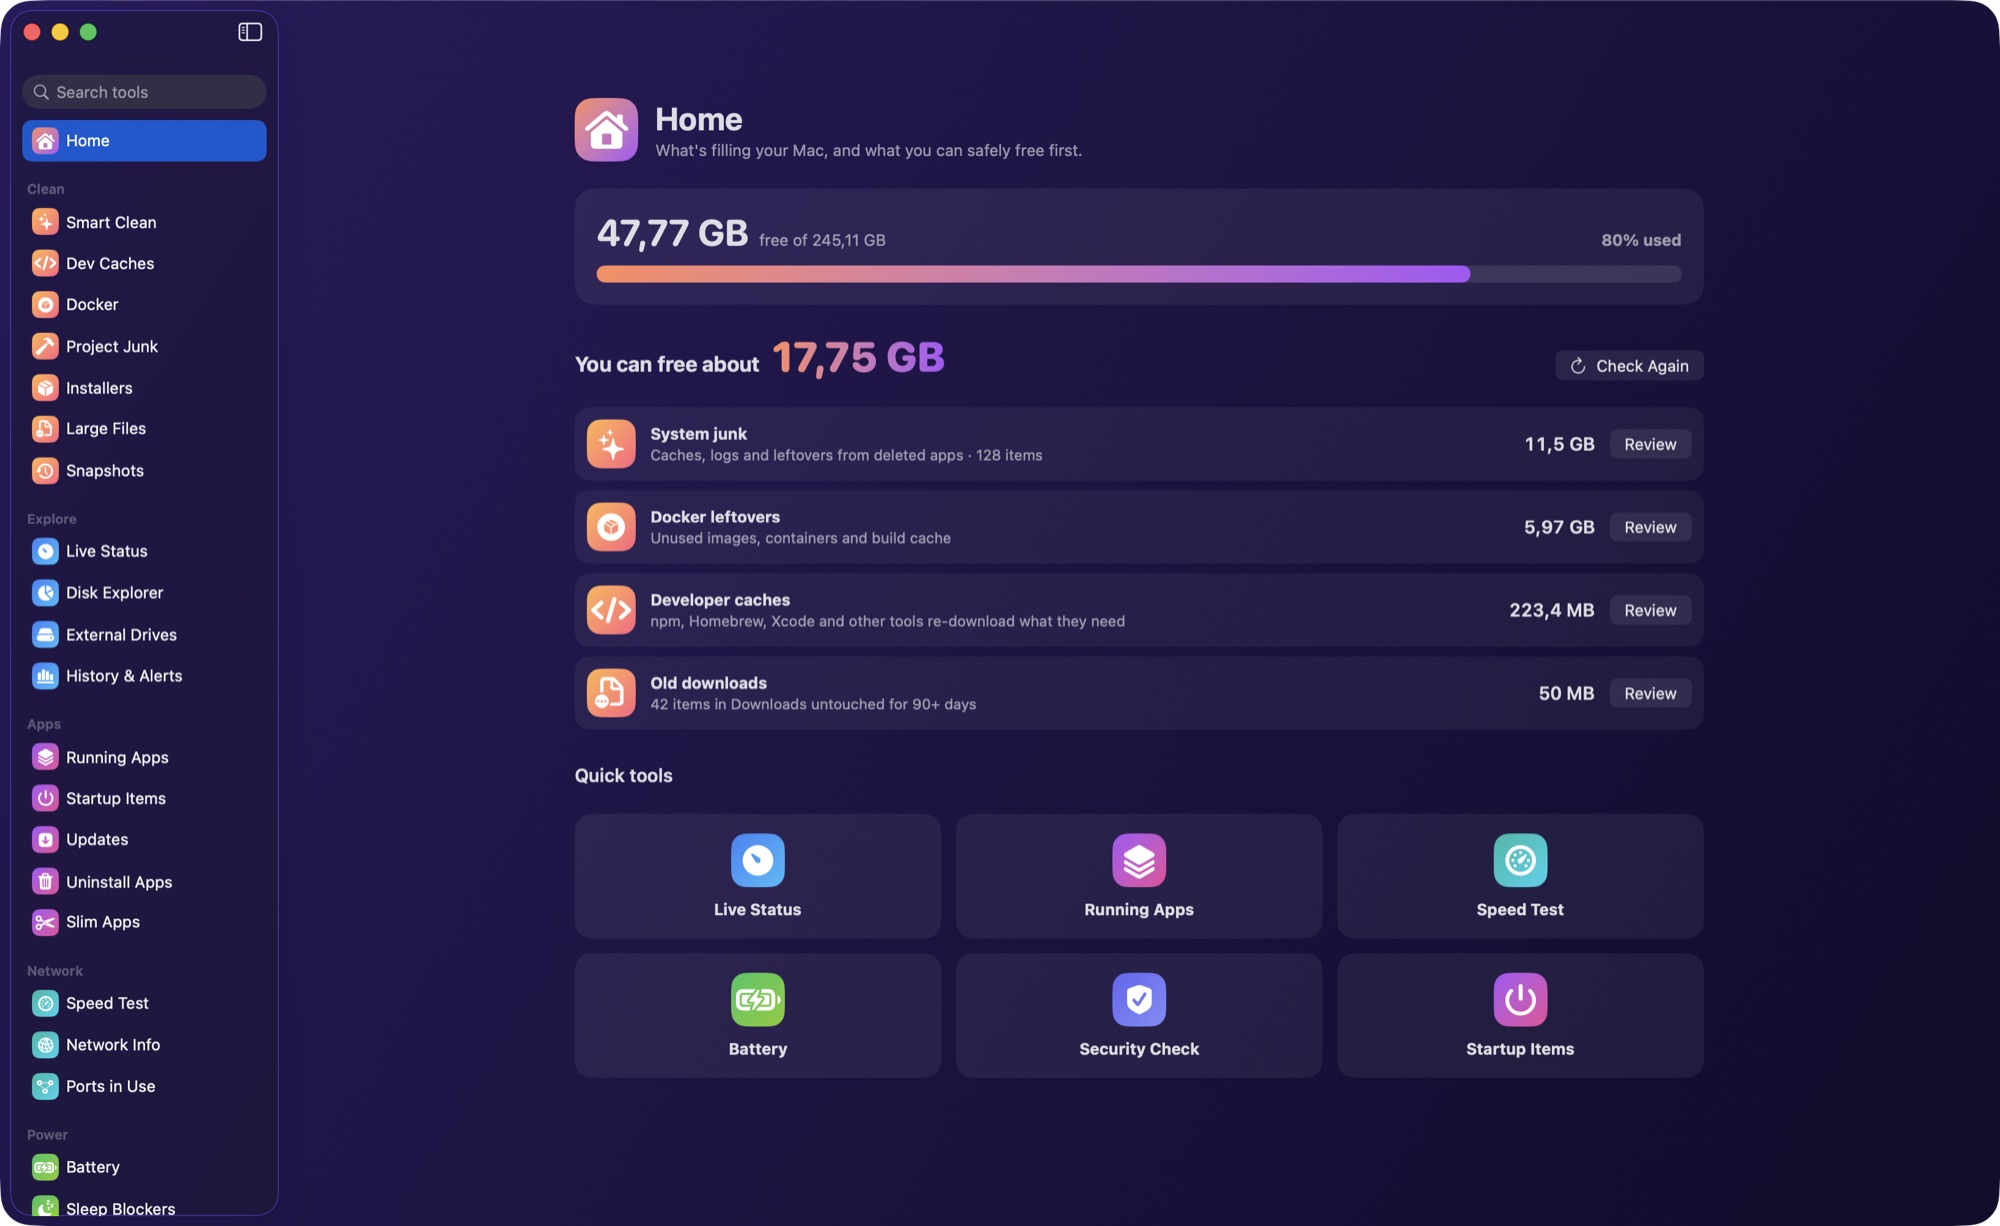 Search tools
Home
Clean
Smart Clean
Dev Caches
Docker
Project Junk
Installers
Large Files
Snapshots
Explore
Live Status
Disk Explorer
External Drives
History & Alerts
Apps
Running Apps
Startup Items
Updates
Uninstall Apps
Slim Apps
Network
Speed Test
Network Info
Ports in Use
Power
Battery
Sleep Blockers
Home
What's filling your Mac, and what you can safely free first.
47,77 GB free of 245,11 GB
80% used
You can free about 17,75 GB
Check Again
System junk
Caches, logs and leftovers from deleted apps · 128 items
11,5 GB
Review
Docker leftovers
Unused images, containers and build cache
5,97 GB
Review
Developer caches
npm, Homebrew, Xcode and other tools re-download what they need
223,4 MB
Review
Old downloads
42 items in Downloads untouched for 90+ days
50 MB
Review
Quick tools
Live Status
Running Apps
Speed Test
Battery
Security Check
Startup Items